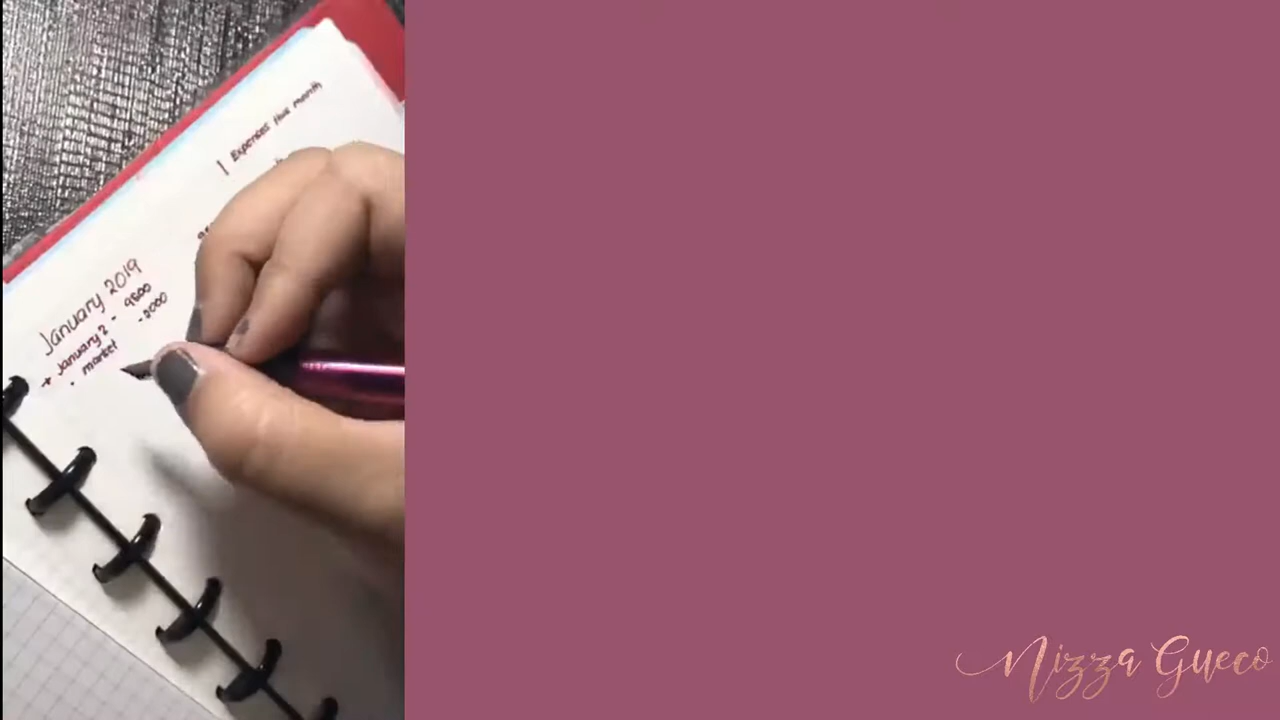 January 2019
+ January 2 - 9500
• market -2000
| Expenses this month
Nizza Gueco